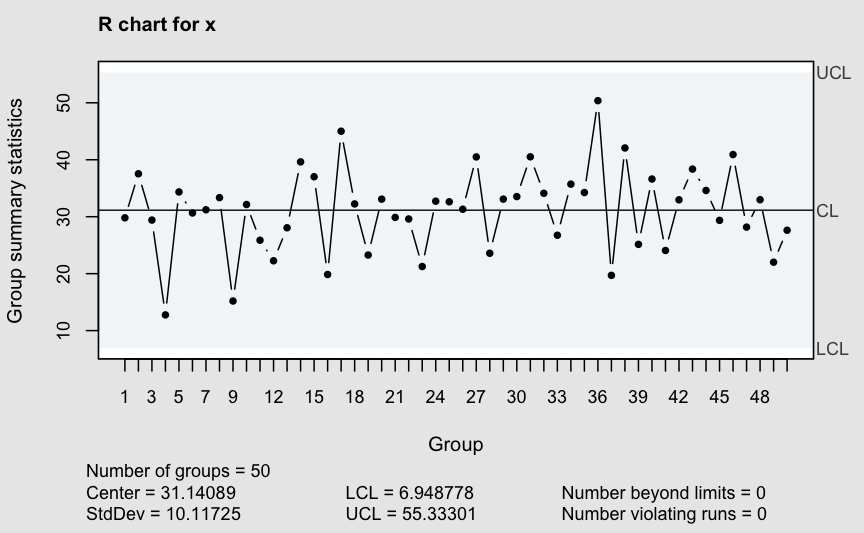 R chart for x
UCL
CL
LCL
Group summary statistics
50
40
30
20
10
1 3 5 7 9 12 15 18 21 24 27 30 33 36 39 42 45 48
Group
Number of groups = 50
Center = 31.14089 LCL = 6.948778 Number beyond limits = 0
StdDev = 10.11725 UCL = 55.33301 Number violating runs = 0